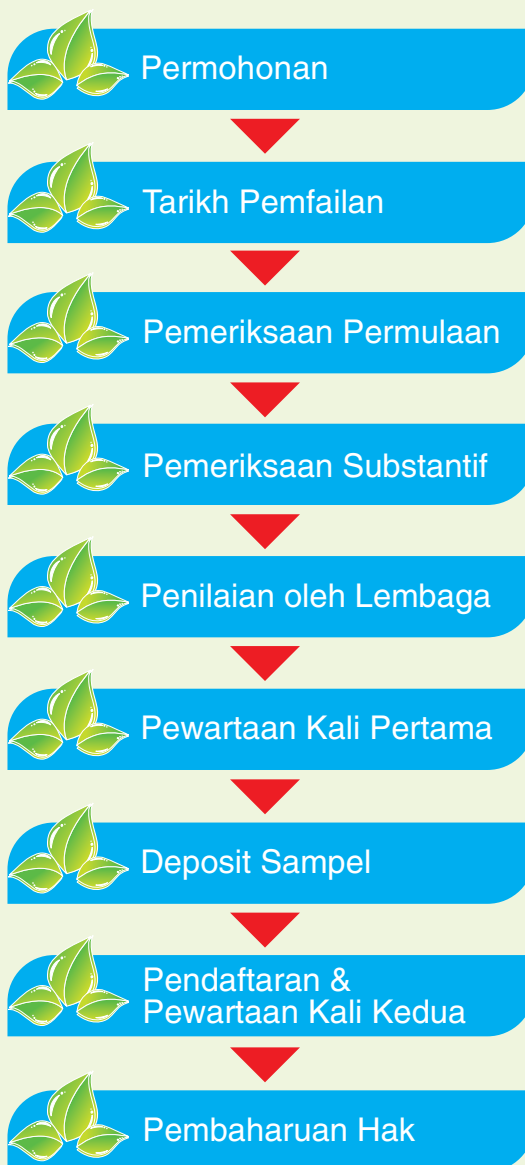 Permohonan
Tarikh Pemfailan
Pemeriksaan Permulaan
Pemeriksaan Substantif
Penilaian oleh Lembaga
Pewartaan Kali Pertama
Deposit Sampel
Pendaftaran &
Pewartaan Kali Kedua
Pembaharuan Hak